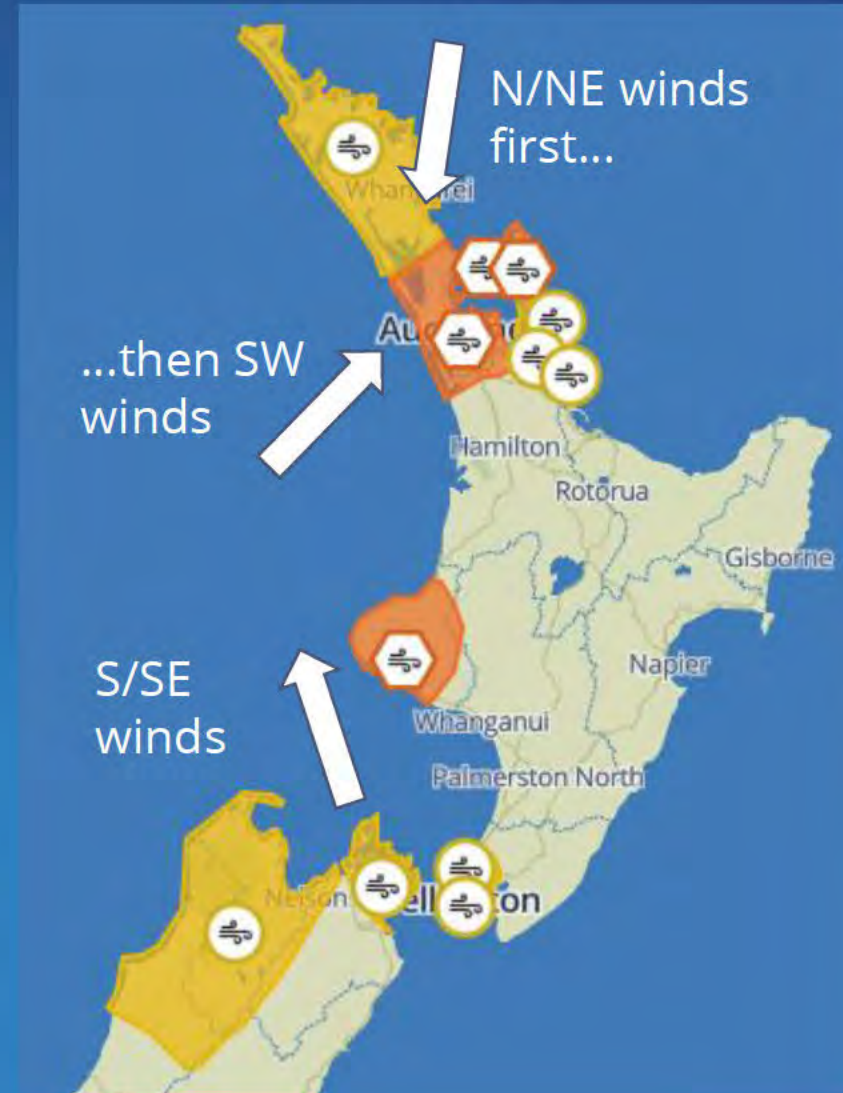 N/NE winds
first...
...then SW
winds
Hamilton
Rotorua
Gisborne
S/SE
winds
Napier
Whanganui
Palmerston North
Nelson